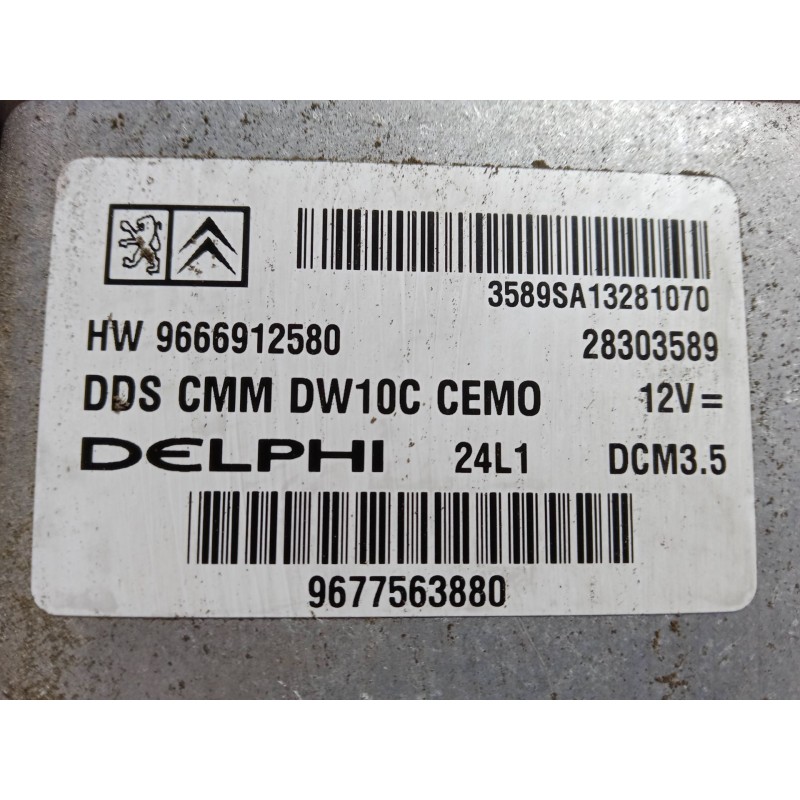 3589SA13281070
HW 9666912580 28303589
DDS CMM DW10C CEMO 12V =
DELPHI 24L1 DCM3.5
9677563880